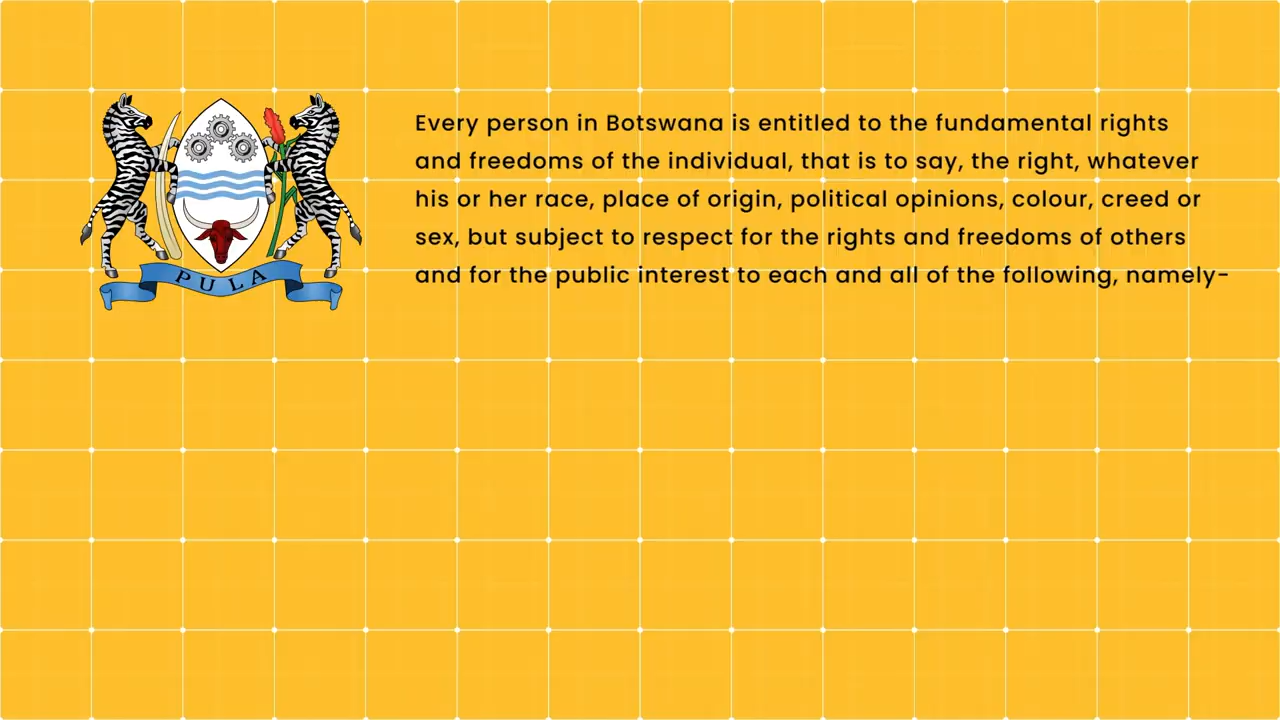 Every person in Botswana is entitled to the fundamental rights
and freedoms of the individual, that is to say, the right, whatever
his or her race, place of origin, political opinions, colour, creed or
sex, but subject to respect for the rights and freedoms of others
and for the public interest to each and all of the following, namely-
PULA